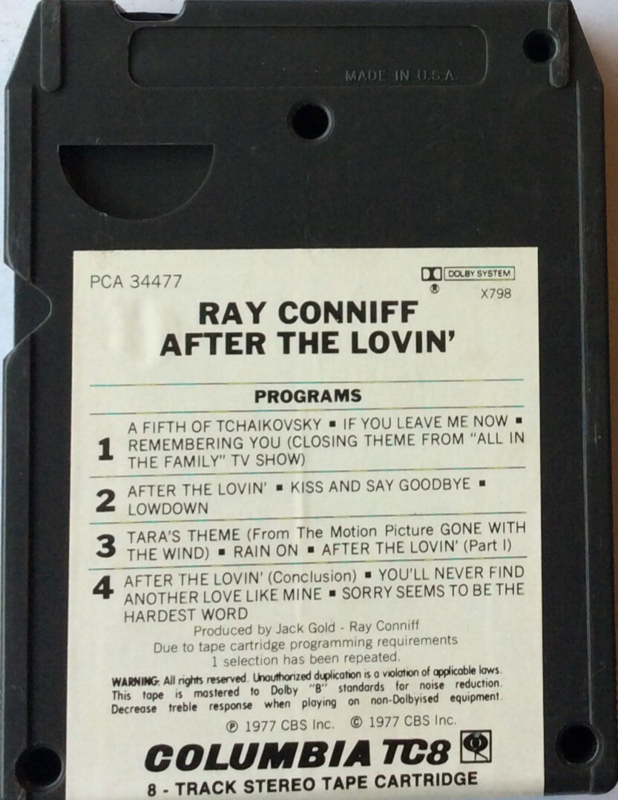 MADE IN U.S.A.
PCA 34477
DOLBY SYSTEM
®
X798
RAY CONNIFF
AFTER THE LOVIN'
PROGRAMS
1 A FIFTH OF TCHAIKOVSKY ▪ IF YOU LEAVE ME NOW ▪
REMEMBERING YOU (CLOSING THEME FROM "ALL IN
THE FAMILY" TV SHOW)
2 AFTER THE LOVIN' ▪ KISS AND SAY GOODBYE ▪
LOWDOWN
3 TARA'S THEME (From The Motion Picture GONE WITH
THE WIND) ▪ RAIN ON ▪ AFTER THE LOVIN' (Part I)
4 AFTER THE LOVIN' (Conclusion) ▪ YOU'LL NEVER FIND
ANOTHER LOVE LIKE MINE ▪ SORRY SEEMS TO BE THE
HARDEST WORD
Produced by Jack Gold - Ray Conniff
Due to tape cartridge programming requirements
1 selection has been repeated.
WARNING: All rights reserved. Unauthorized duplication is a violation of applicable laws.
This tape is mastered to Dolby "B" standards for noise reduction.
Decrease treble response when playing on non-Dolbyised equipment.
℗ 1977 CBS Inc. © 1977 CBS Inc.
COLUMBIA TC8
8 - TRACK STEREO TAPE CARTRIDGE